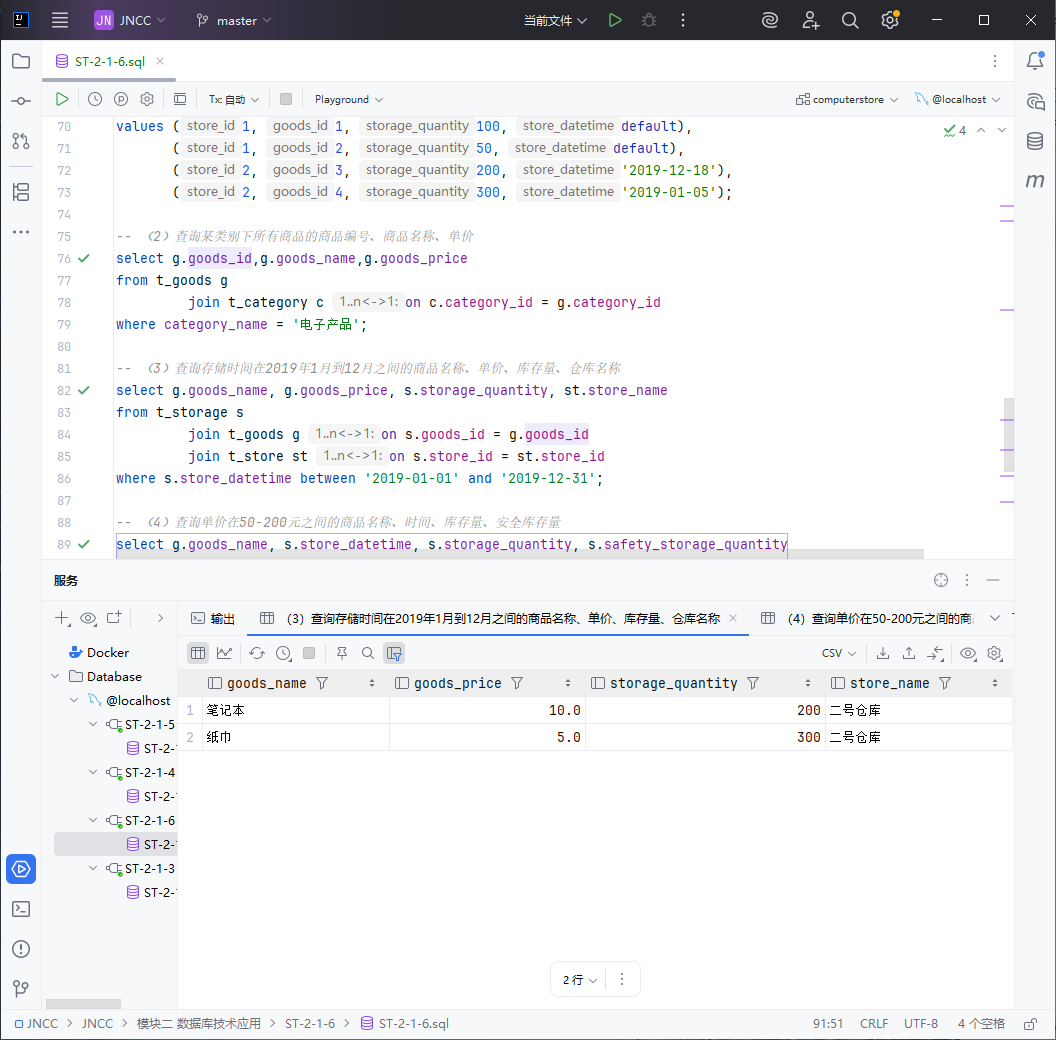 JN JNCC master 当前文件
ST-2-1-6.sql
Tx: 自动 Playground computerstore @localhost
70 values ( store_id 1, goods_id 1, storage_quantity 100, store_datetime default),
71 ( store_id 1, goods_id 2, storage_quantity 50, store_datetime default),
72 ( store_id 2, goods_id 3, storage_quantity 200, store_datetime '2019-12-18'),
73 ( store_id 2, goods_id 4, storage_quantity 300, store_datetime '2019-01-05');
74
75 -- （2）查询某类别下所有商品的商品编号、商品名称、单价
76 select g.goods_id,g.goods_name,g.goods_price
77 from t_goods g
78 join t_category c 1..n<->1: on c.category_id = g.category_id
79 where category_name = '电子产品';
80
81 -- （3）查询存储时间在2019年1月到12月之间的商品名称、单价、库存量、仓库名称
82 select g.goods_name, g.goods_price, s.storage_quantity, st.store_name
83 from t_storage s
84 join t_goods g 1..n<->1: on s.goods_id = g.goods_id
85 join t_store st 1..n<->1: on s.store_id = st.store_id
86 where s.store_datetime between '2019-01-01' and '2019-12-31';
87
88 -- （4）查询单价在50-200元之间的商品名称、时间、库存量、安全库存量
89 select g.goods_name, s.store_datetime, s.storage_quantity, s.safety_storage_quantity
4
m
服务
输出 （3）查询存储时间在2019年1月到12月之间的商品名称、单价、库存量、仓库名称 （4）查询单价在50-200元之间的商
CSV
Docker
Database
@localhost
ST-2-1-5
ST-2-
ST-2-1-4
ST-2-
ST-2-1-6
ST-2-
ST-2-1-3
ST-2-
goods_name goods_price storage_quantity store_name
1 笔记本 10.0 200 二号仓库
2 纸巾 5.0 300 二号仓库
2 行
JNCC > JNCC > 模块二 数据库技术应用 > ST-2-1-6 > ST-2-1-6.sql 91:51 CRLF UTF-8 4 个空格